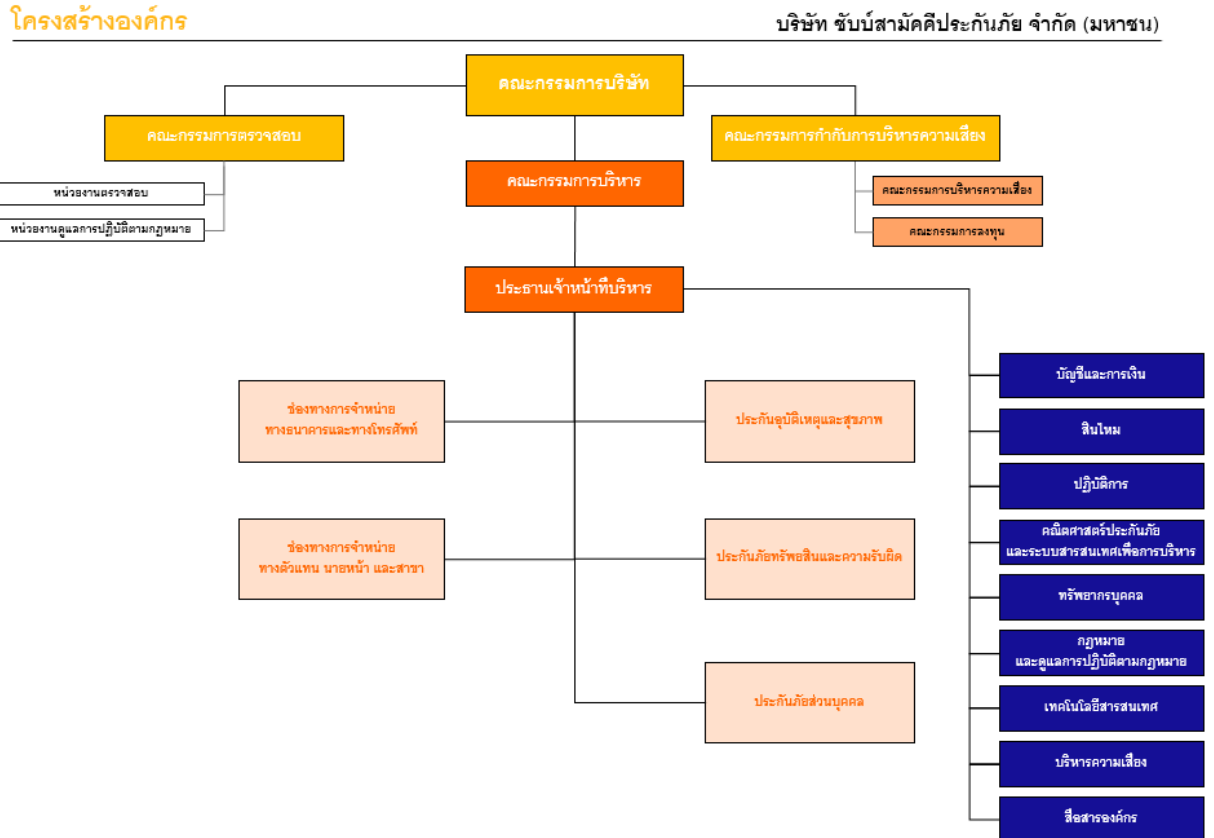 โครงสร้างองค์กร
บริษัท ชับบ์สามัคคีประกันภัย จำกัด (มหาชน)
คณะกรรมการบริษัท
คณะกรรมการตรวจสอบ
คณะกรรมการกำกับการบริหารความเสี่ยง
หน่วยงานตรวจสอบ
หน่วยงานดูแลการปฏิบัติตามกฎหมาย
คณะกรรมการบริหาร
คณะกรรมการบริหารความเสี่ยง
คณะกรรมการลงทุน
ประธานเจ้าหน้าที่บริหาร
ช่องทางการจำหน่าย
ทางธนาคารและทางโทรศัพท์
ประกันอุบัติเหตุและสุขภาพ
ช่องทางการจำหน่าย
ทางตัวแทน นายหน้า และสาขา
ประกันภัยทรัพยสินและความรับผิด
ประกันภัยส่วนบุคคล
บัญชีและการเงิน
สินไหม
ปฏิบัติการ
คณิตศาสตร์ประกันภัย
และระบบสารสนเทศเพื่อการบริหาร
ทรัพยากรบุคคล
กฎหมาย
และดูแลการปฏิบัติตามกฎหมาย
เทคโนโลยีสารสนเทศ
บริหารความเสี่ยง
สื่อสารองค์กร